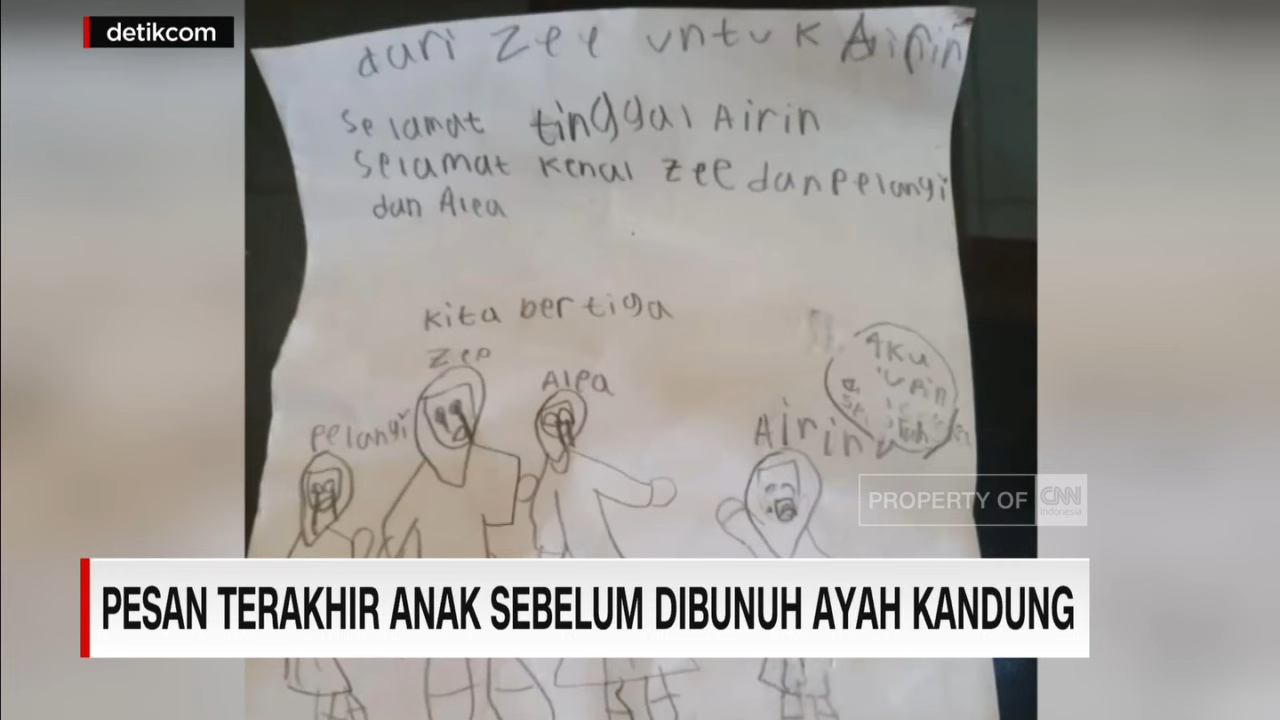 detikcom
dari Zee untuk Airin
Selamat tinggal Airin
Selamat kenal Zee dan pelangi
dan Alea
Kita bertiga
Zee
Alea
pelangi
Airin
Aku
PROPERTY OF CNN Indonesia
PESAN TERAKHIR ANAK SEBELUM DIBUNUH AYAH KANDUNG